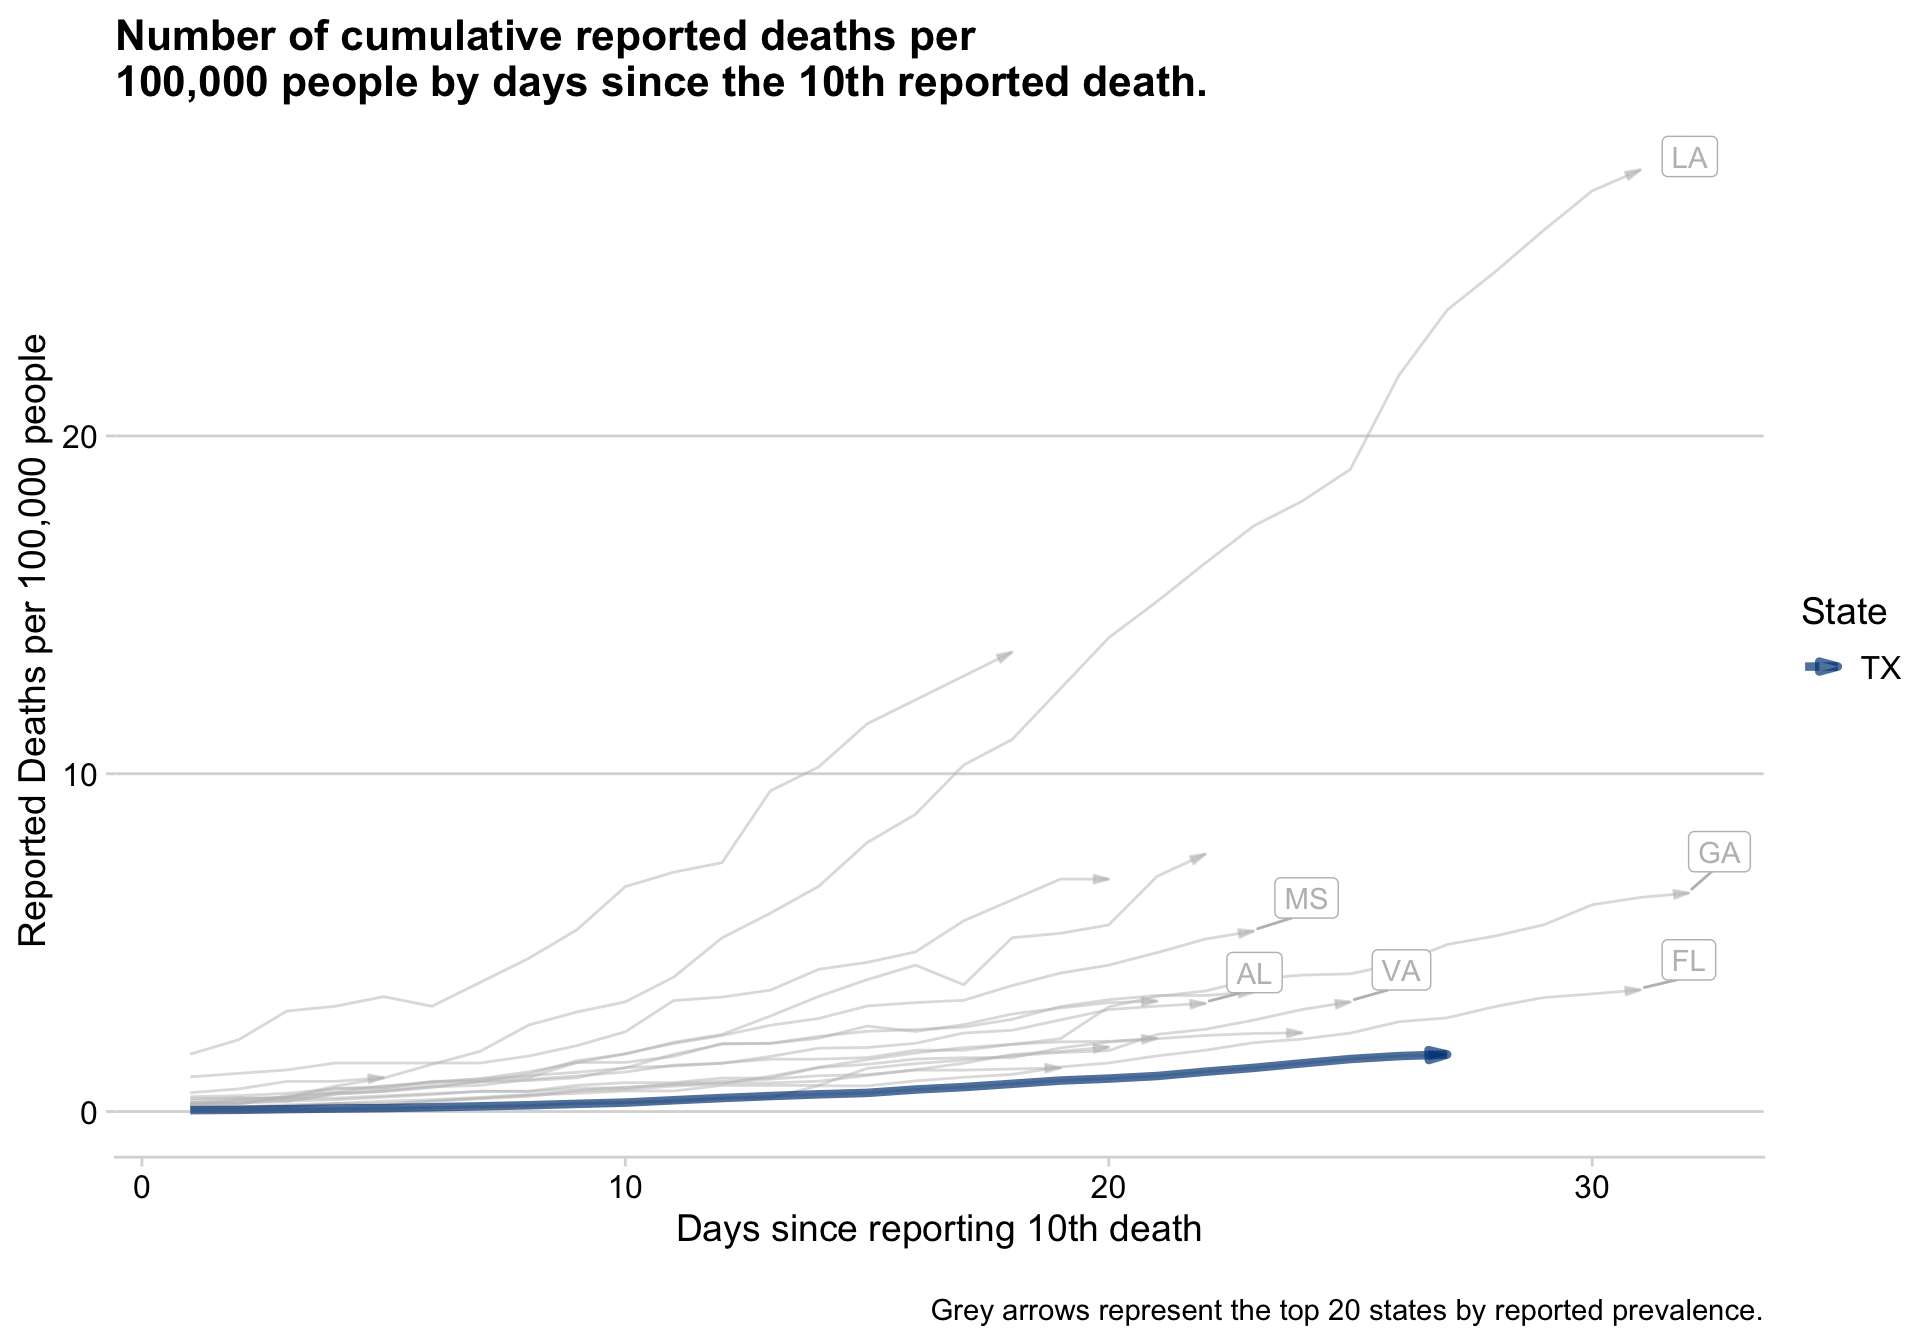 Number of cumulative reported deaths per
100,000 people by days since the 10th reported death.
LA
GA
MS
AL
VA
FL
Reported Deaths per 100,000 people
20
10
0
State
TX
0
10
20
30
Days since reporting 10th death
Grey arrows represent the top 20 states by reported prevalence.